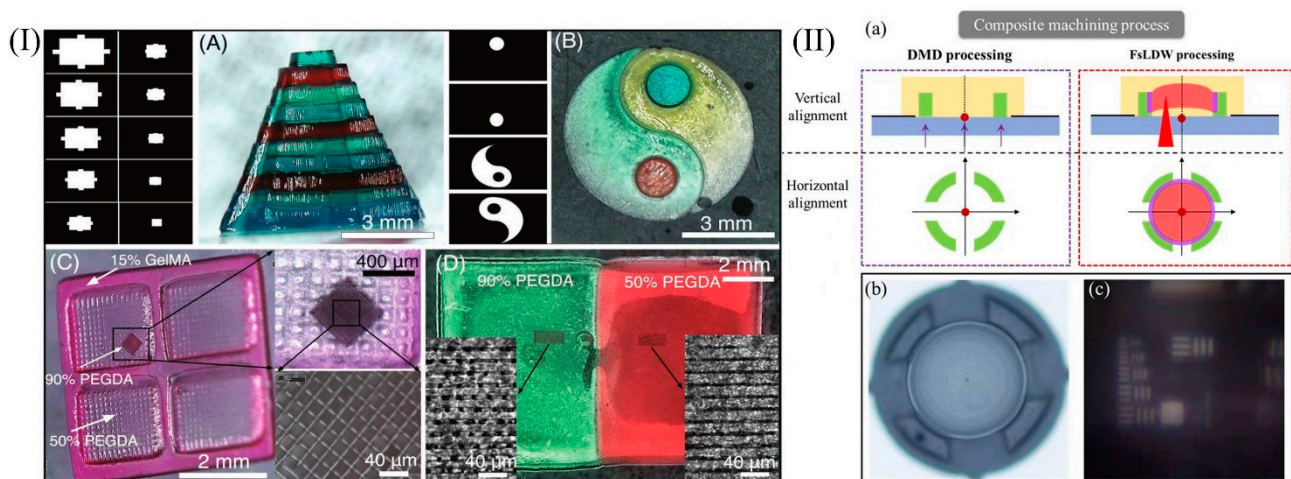 (I)
(A)
3 mm
(B)
3 mm
(C)
15% GelMA
90% PEGDA
50% PEGDA
2 mm
400 μm
40 μm
(D)
2 mm
90% PEGDA
50% PEGDA
40 μm
40 μm
(II)
Composite machining process
(a)
DMD processing
FsLDW processing
Vertical
alignment
Horizontal
alignment
(b)
(c)